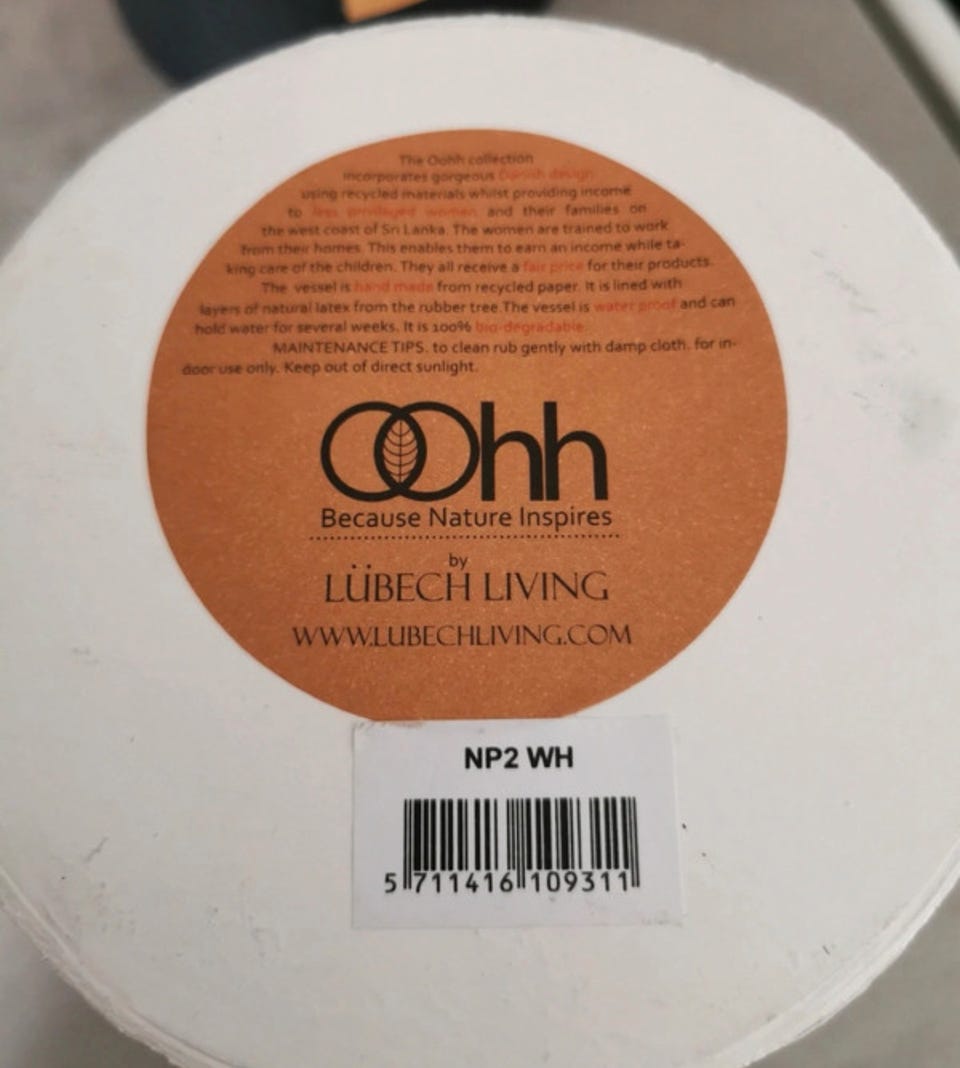 The Oohh collection
incorporates gorgeous Danish design
using recycled materials whilst providing income
to less privileged women and their families on
the west coast of Sri Lanka. The women are trained to work
from their homes. This enables them to earn an income while ta-
king care of the children. They all receive a fair price for their products.
The vessel is hand made from recycled paper. It is lined with
layers of natural latex from the rubber tree.The vessel is water proof and can
hold water for several weeks. It is 100% bio-degradable.
MAINTENANCE TIPS. to clean rub gently with damp cloth. for in-
door use only. Keep out of direct sunlight.
OOhh
Because Nature Inspires
by
LÜBECH LIVING
WWW.LUBECHLIVING.COM
NP2 WH
5 711416 109311